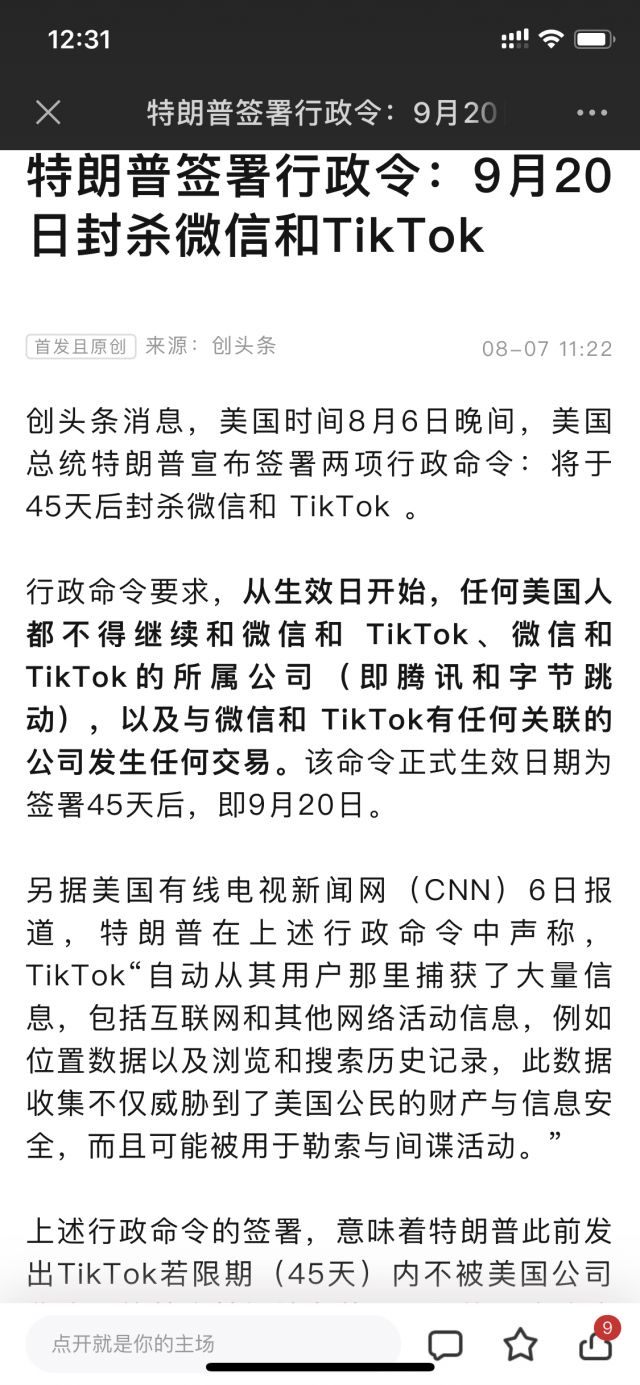 12:31
特朗普签署行政令：9月20
特朗普签署行政令：9月20
日封杀微信和TikTok
首发且原创 来源：创头条 08-07 11:22
创头条消息，美国时间8月6日晚间，美国
总统特朗普宣布签署两项行政命令：将于
45天后封杀微信和 TikTok 。
行政命令要求，从生效日开始，任何美国人
都不得继续和微信和 TikTok、微信和
TikTok的所属公司（即腾讯和字节跳
动），以及与微信和 TikTok有任何关联的
公司发生任何交易。该命令正式生效日期为
签署45天后，即9月20日。
另据美国有线电视新闻网（CNN）6日报
道，特朗普在上述行政命令中声称，
TikTok“自动从其用户那里捕获了大量信
息，包括互联网和其他网络活动信息，例如
位置数据以及浏览和搜索历史记录，此数据
收集不仅威胁到了美国公民的财产与信息安
全，而且可能被用于勒索与间谍活动。”
上述行政命令的签署，意味着特朗普此前发
出TikTok若限期（45天）内不被美国公司
点开就是你的主场
9